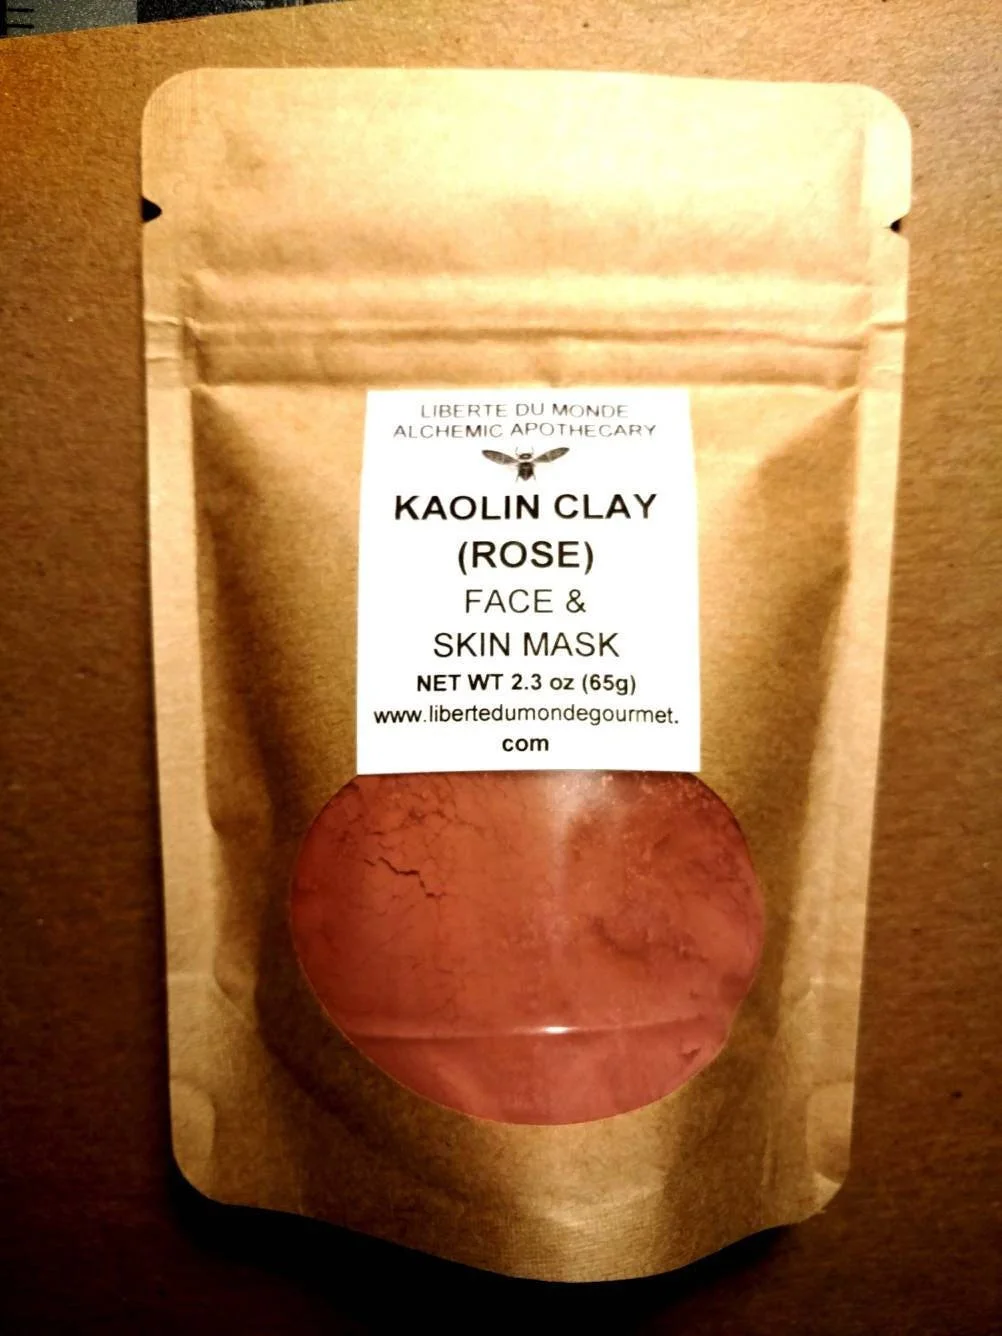 LIBERTE DU MONDE
ALCHEMIC APOTHECARY
KAOLIN CLAY
(ROSE)
FACE &
SKIN MASK
NET WT 2.3 oz (65g)
www.libertedumondegourmet.
com